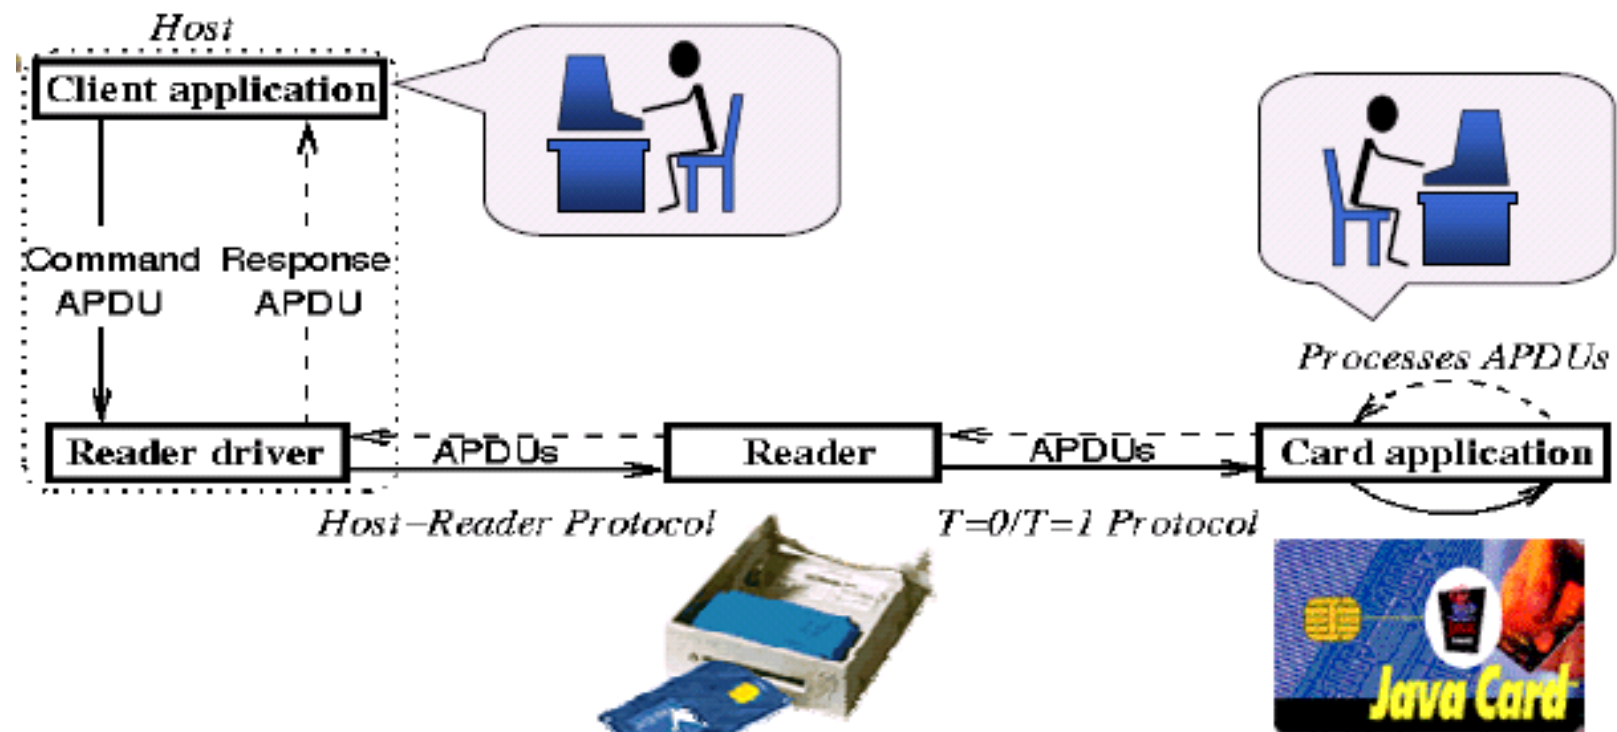 Host
Client application
Command Response
APDU APDU
Processes APDUs
Reader driver
APDUs
Reader
APDUs
Card application
Host-Reader Protocol
T=0/T=1 Protocol
Java Card